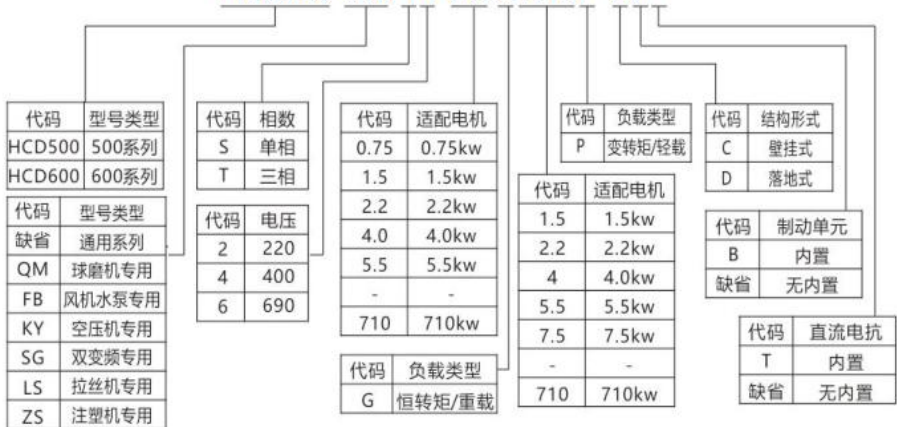 代码 型号类型
HCD500 500系列
HCD600 600系列
代码 型号类型
缺省 通用系列
QM 球磨机专用
FB 风机水泵专用
KY 空压机专用
SG 双变频专用
LS 拉丝机专用
ZS 注塑机专用
代码 相数
S 单相
T 三相
代码 电压
2 220
4 400
6 690
代码 适配电机
0.75 0.75kw
1.5 1.5kw
2.2 2.2kw
4.0 4.0kw
5.5 5.5kw
- -
710 710kw
代码 负载类型
G 恒转矩/重载
代码 负载类型
P 变转矩/轻载
代码 适配电机
1.5 1.5kw
2.2 2.2kw
4 4.0kw
5.5 5.5kw
7.5 7.5kw
- -
710 710kw
代码 结构形式
C 壁挂式
D 落地式
代码 制动单元
B 内置
缺省 无内置
代码 直流电抗
T 内置
缺省 无内置